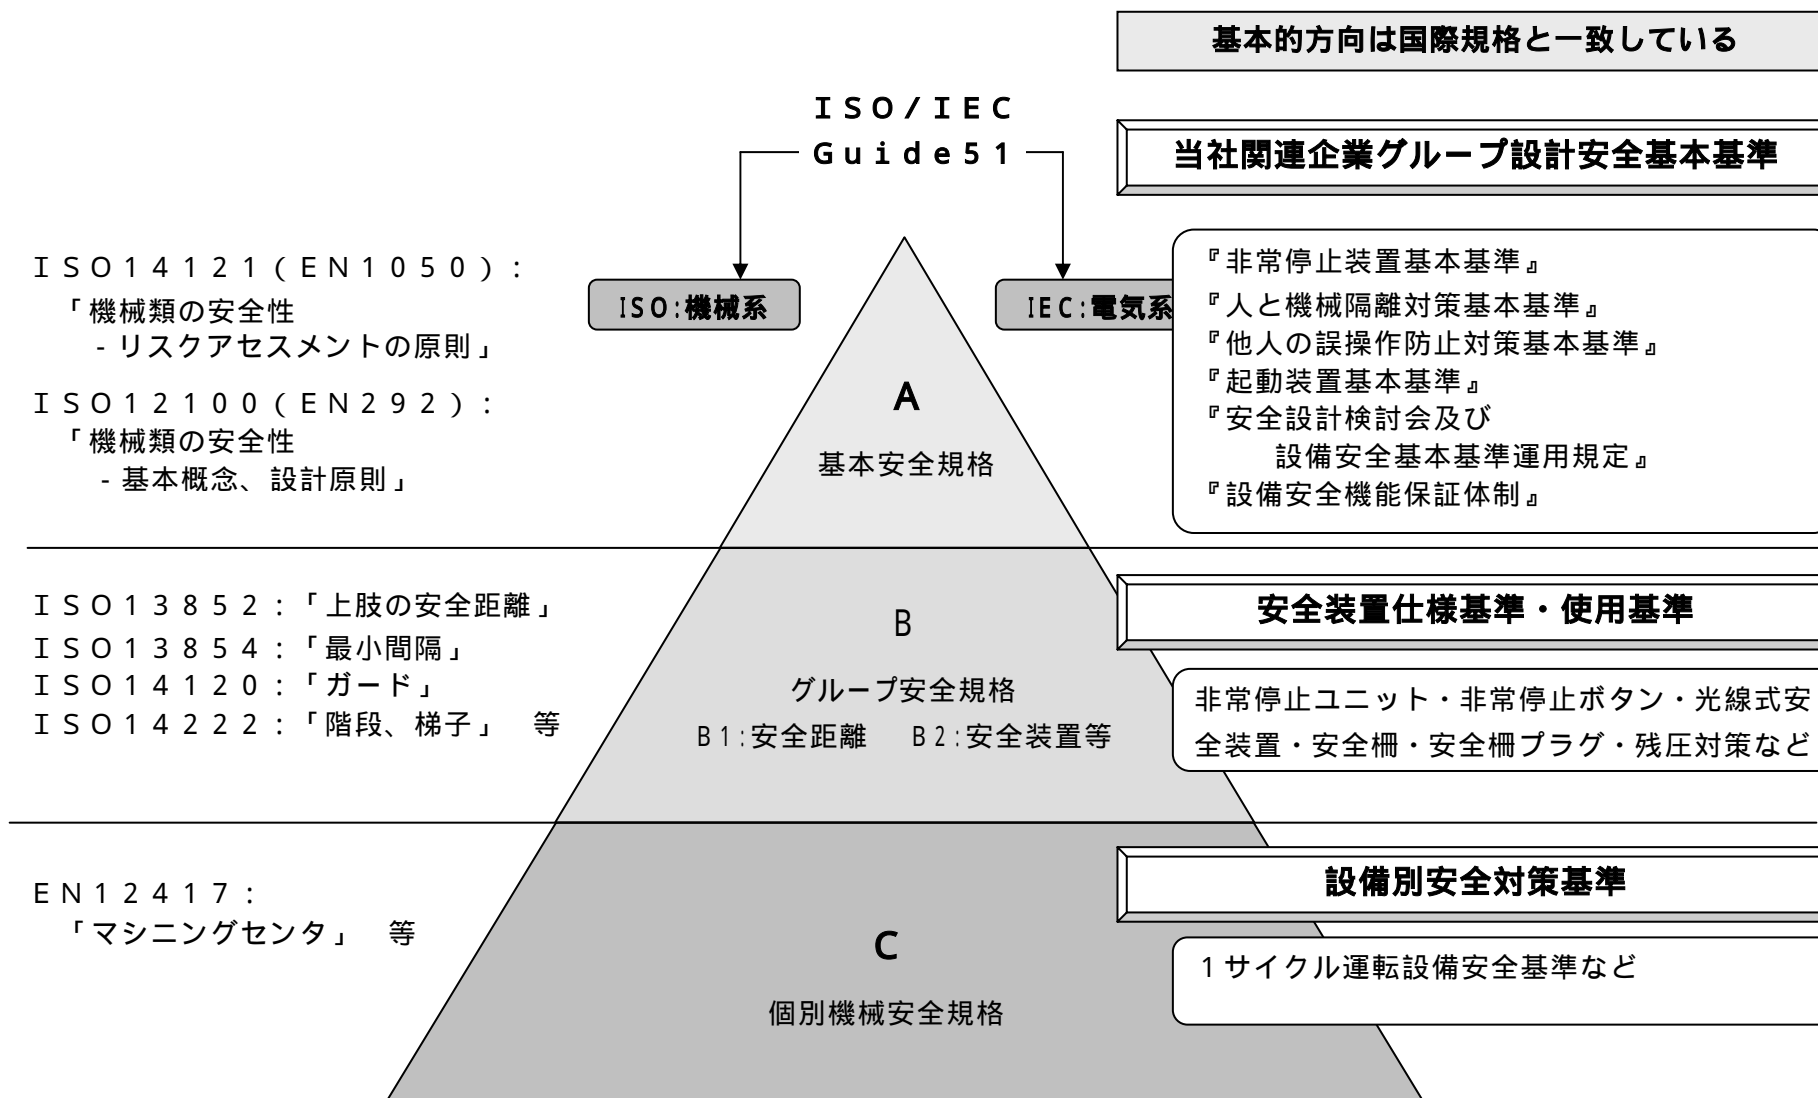 基本的方向は国際規格と一致している
ＩＳＯ/ＩＥＣ
Ｇｕｉｄｅ５１
当社関連企業グループ設計安全基本基準
ＩＳＯ１４１２１(ＥＮ１０５０):
「機械類の安全性
-リスクアセスメントの原則」
ＩＳＯ１２１００(ＥＮ２９２):
「機械類の安全性
-基本概念、設計原則」
ISO:機械系
IEC:電気系
A
基本安全規格
『非常停止装置基本基準』
『人と機械隔離対策基本基準』
『他人の誤操作防止対策基本基準』
『起動装置基本基準』
『安全設計検討会及び
設備安全基本基準運用規定』
『設備安全機能保証体制』
ＩＳＯ１３８５２:「上肢の安全距離」
ＩＳＯ１３８５４:「最小間隔」
ＩＳＯ１４１２０:「ガード」
ＩＳＯ１４２２２:「階段、梯子」　等
B
グループ安全規格
B1:安全距離　B2:安全装置等
安全装置仕様基準・使用基準
非常停止ユニット・非常停止ボタン・光線式安
全装置・安全柵・安全柵プラグ・残圧対策など
ＥＮ１２４１７:
「マシニングセンタ」　等
C
個別機械安全規格
設備別安全対策基準
１サイクル運転設備安全基準など